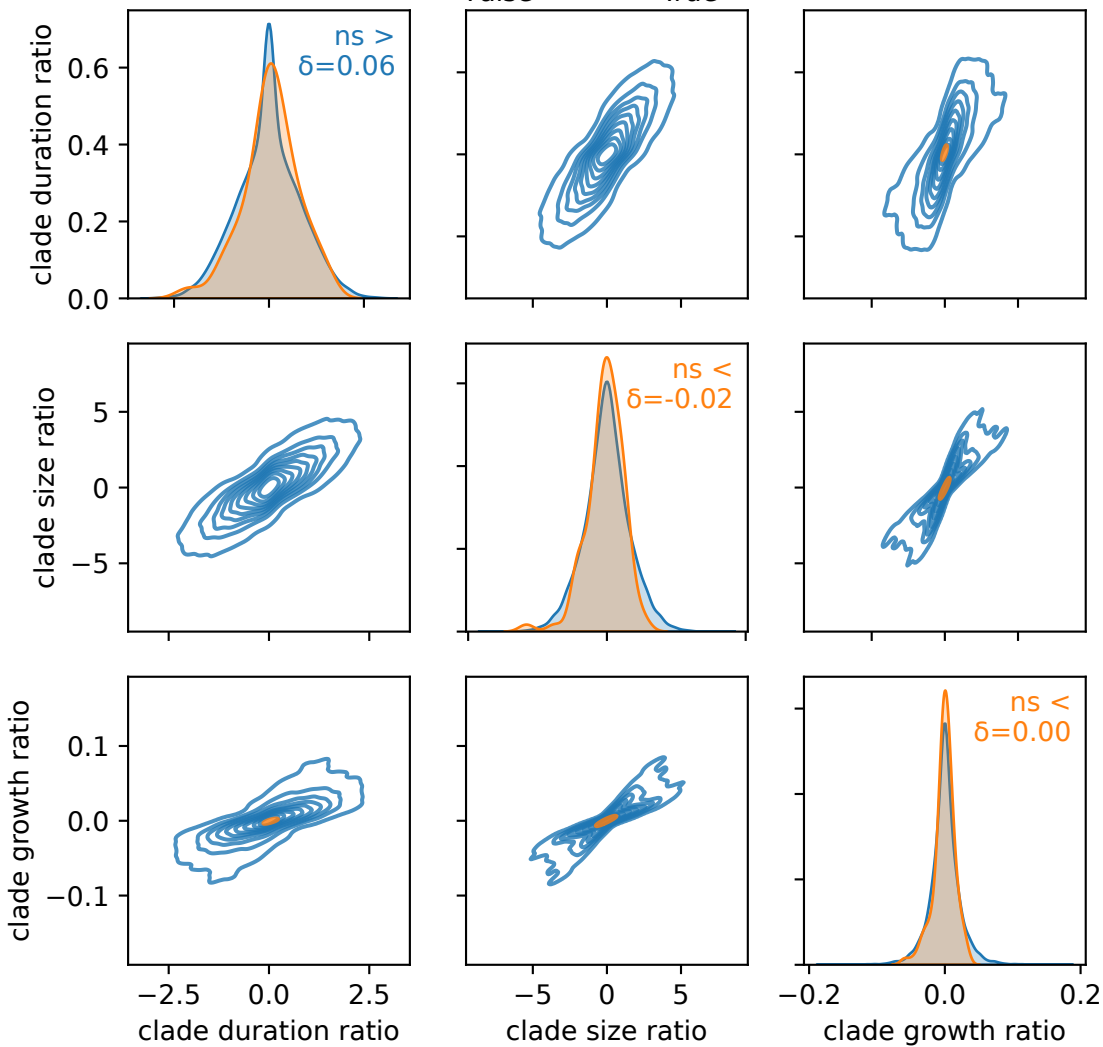 True
clade duration ratio
0.6
0.4
0.2
0.0
ns >
δ=0.06
clade size ratio
5
0
−5
ns <
δ=-0.02
clade growth ratio
0.1
0.0
−0.1
ns <
δ=0.00
−2.5 0.0 2.5
−5 0 5
−0.2 0.0 0.2
clade duration ratio
clade size ratio
clade growth ratio